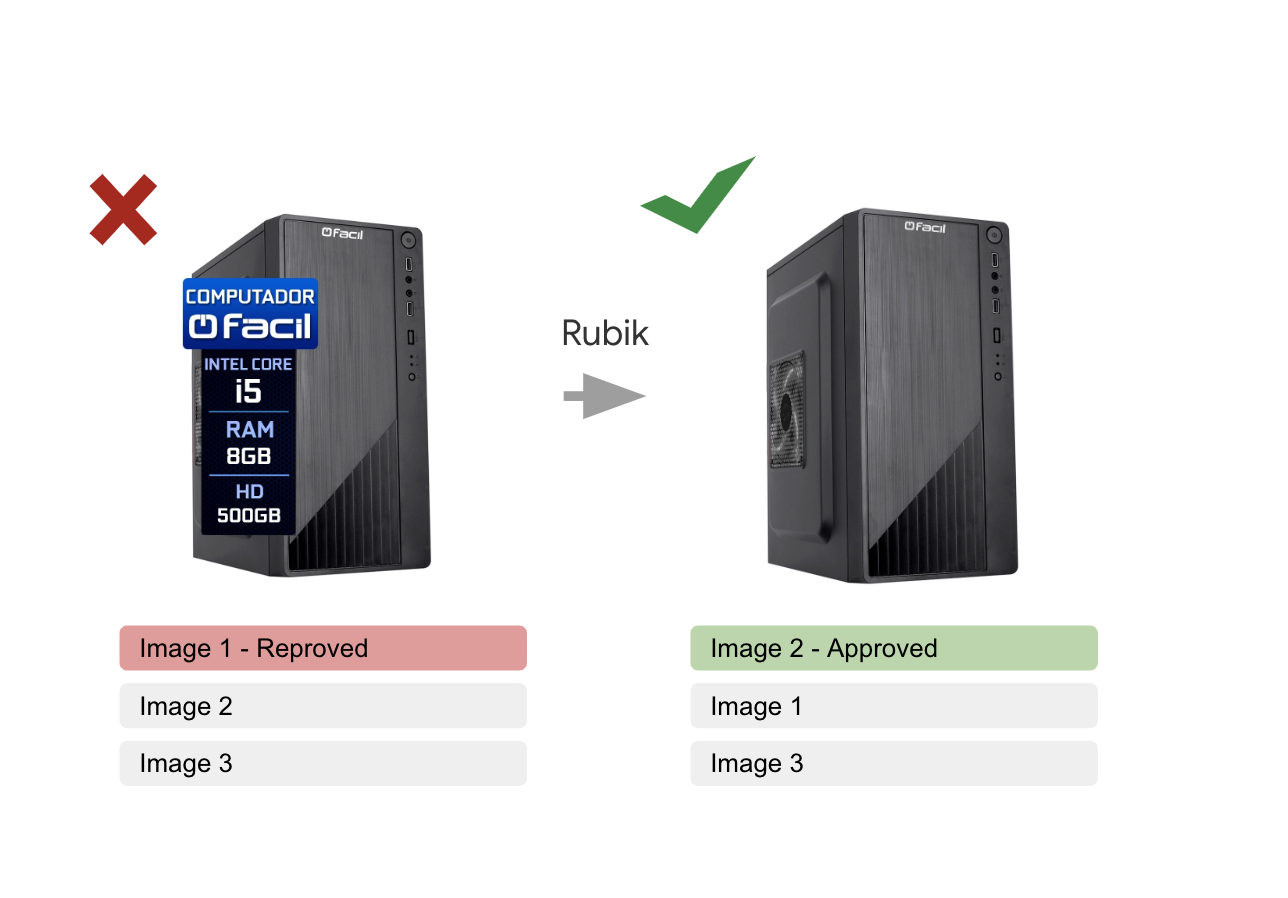 Facil
COMPUTADOR
Facil
INTEL CORE
i5
RAM
8GB
HD
500GB
Rubik
Facil
Image 1 - Reproved
Image 2
Image 3
Image 2 - Approved
Image 1
Image 3